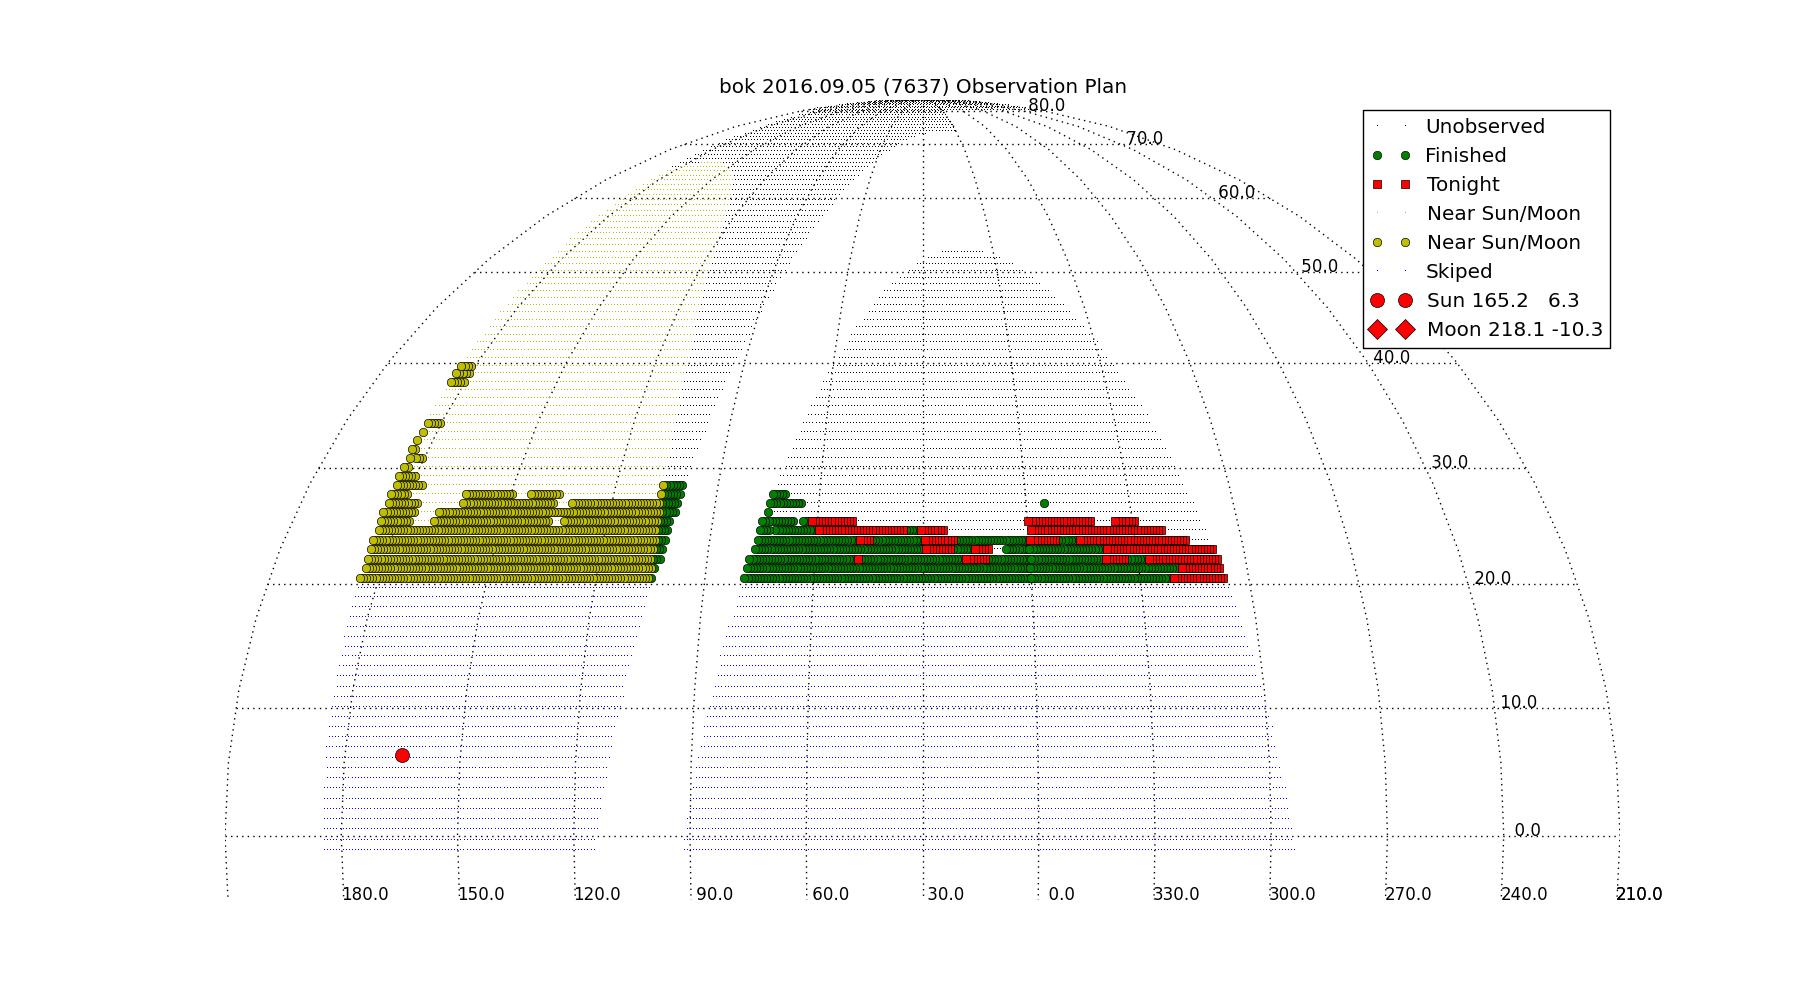 bok 2016.09.05 (7637) Observation Plan
80.0
70.0
60.0
50.0
40.0
30.0
20.0
10.0
0.0
Unobserved
Finished
Tonight
Near Sun/Moon
Near Sun/Moon
Skiped
Sun 165.2 6.3
Moon 218.1 -10.3
180.0 150.0 120.0 90.0 60.0 30.0 0.0 330.0 300.0 270.0 240.0 210.0